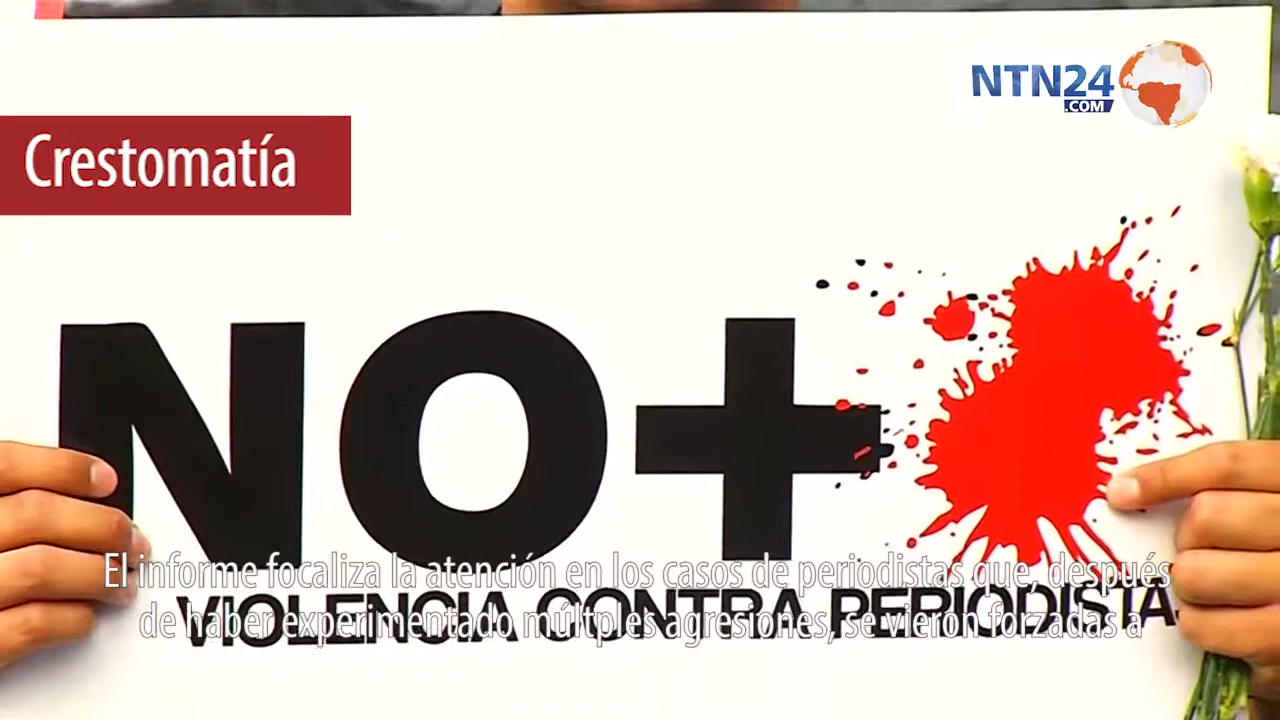 NTN24
.COM
Crestomatía
NO+
El informe focaliza la atención en los casos de periodistas que, después
de haber experimentado múltples agresiones, se vieron forzadas a
VIOLENCIA CONTRA PERIODISTA